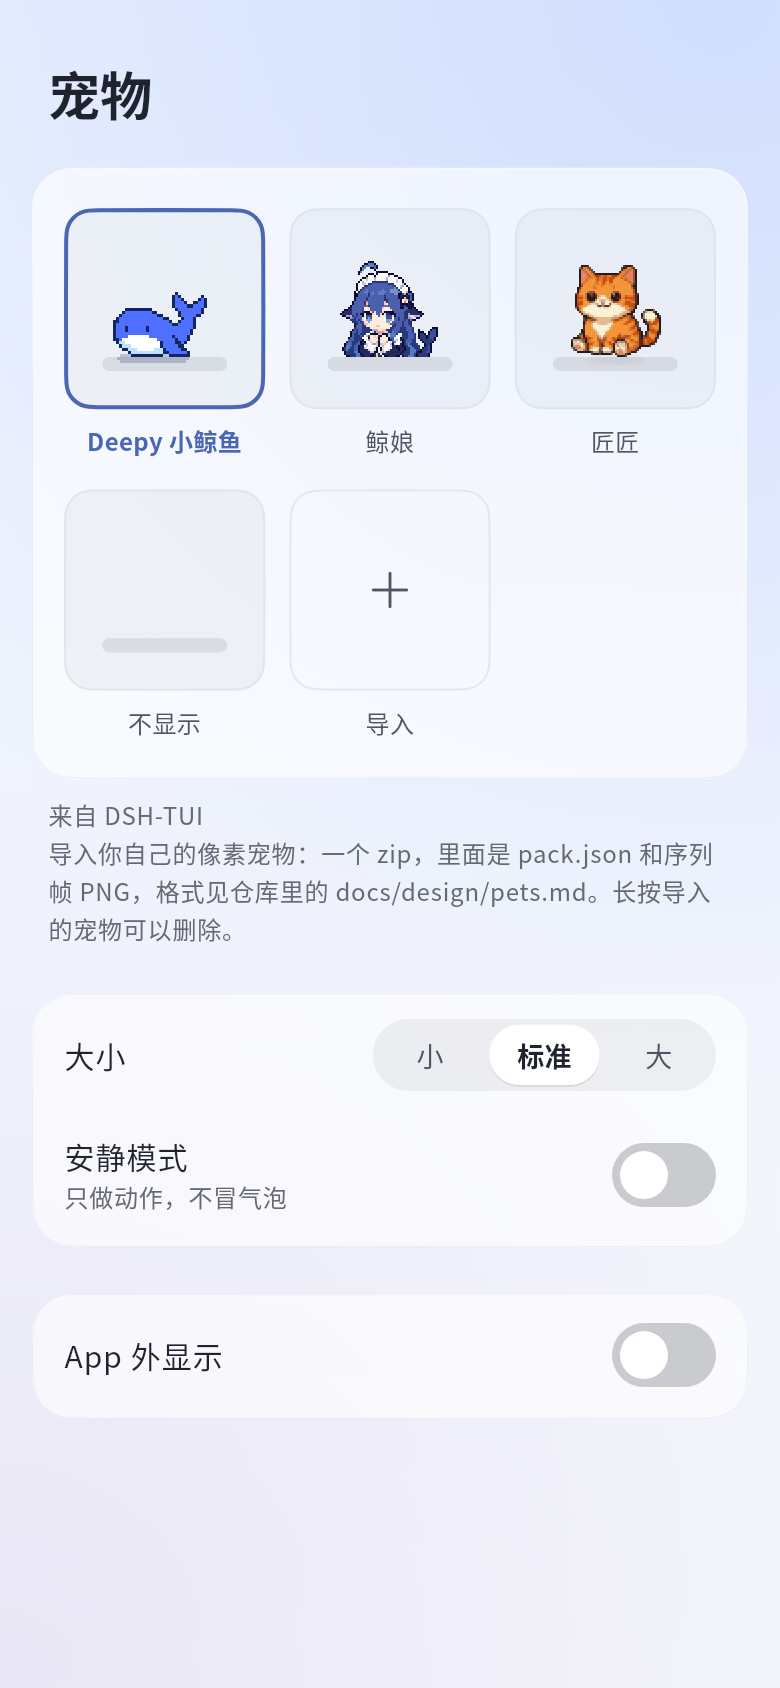 宠物
Deepy 小鲸鱼
鲸娘
匠匠
不显示
导入
来自 DSH-TUI
导入你自己的像素宠物：一个 zip，里面是 pack.json 和序列
帧 PNG，格式见仓库里的 docs/design/pets.md。长按导入
的宠物可以删除。
大小
小
标准
大
安静模式
只做动作，不冒气泡
App 外显示